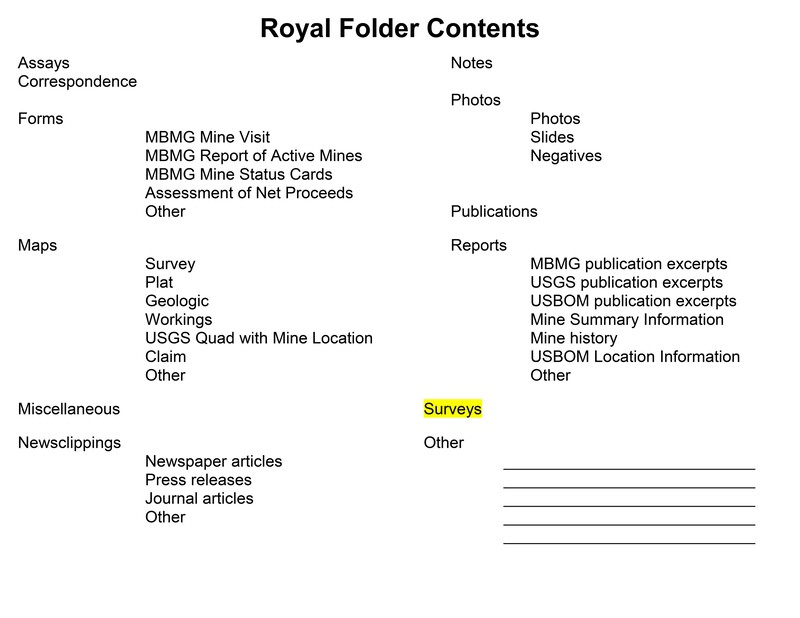 Royal Folder Contents
Assays
Correspondence
Forms
MBMG Mine Visit
MBMG Report of Active Mines
MBMG Mine Status Cards
Assessment of Net Proceeds
Other
Maps
Survey
Plat
Geologic
Workings
USGS Quad with Mine Location
Claim
Other
Miscellaneous
Newsclippings
Newspaper articles
Press releases
Journal articles
Other
Notes
Photos
Photos
Slides
Negatives
Publications
Reports
MBMG publication excerpts
USGS publication excerpts
USBOM publication excerpts
Mine Summary Information
Mine history
USBOM Location Information
Other
Surveys
Other